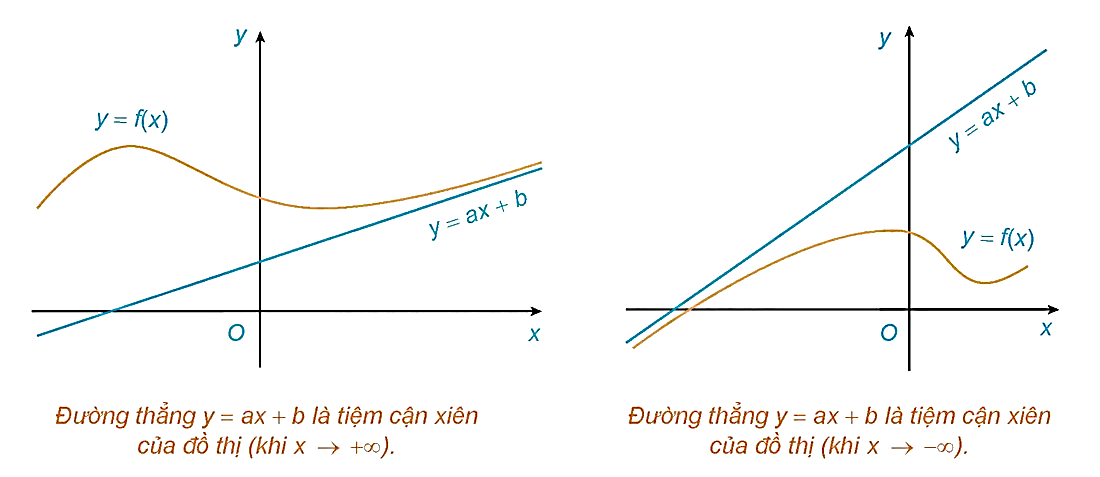 y
y = f(x)
y = ax + b
O
x
Đường thẳng y = ax + b là tiệm cận xiên
của đồ thị (khi x → +∞).
y
y = ax + b
y = f(x)
O
x
Đường thẳng y = ax + b là tiệm cận xiên
của đồ thị (khi x → −∞).